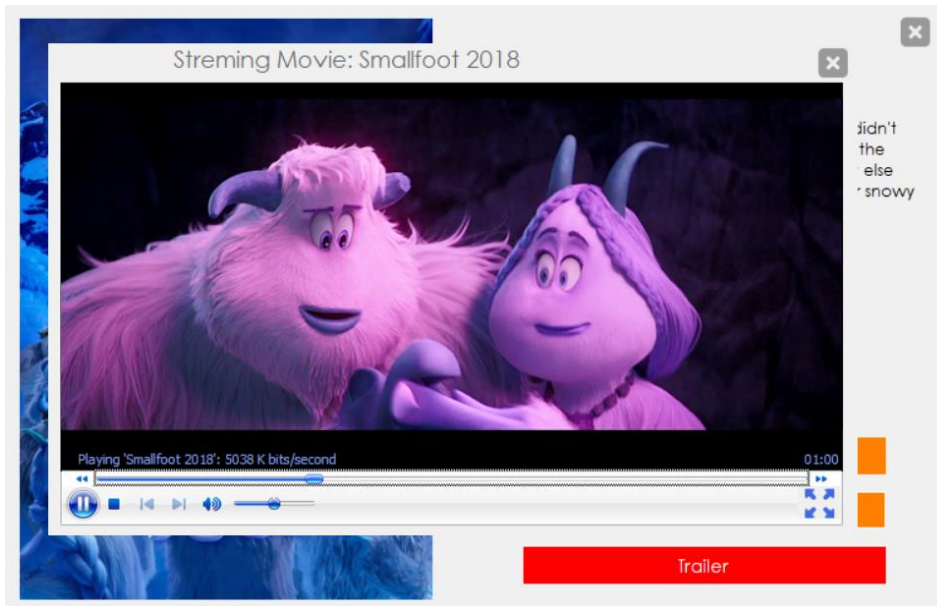 Streming Movie: Smallfoot 2018
didn't
the
else
snowy
Playing 'Smallfoot 2018': 5038 K bits/second
01:00
Trailer